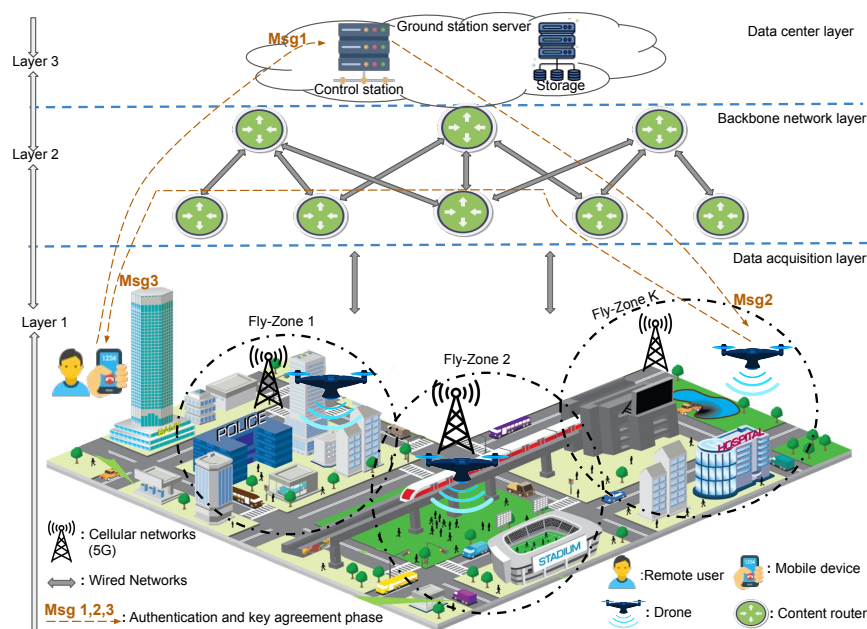 Msg1
Ground station server
Data center layer
Layer 3
Control station
Storage
Backbone network layer
Layer 2
Data acquisition layer
Msg3
Msg2
Layer 1
Fly-Zone 1
Fly-Zone 2
Fly-Zone K
1234
POLICE
HOSPITAL
STADIUM
: Cellular networks
(5G)
: Wired Networks
Msg 1,2,3
: Authentication and key agreement phase
:Remote user
1234
: Mobile device
: Drone
: Content router